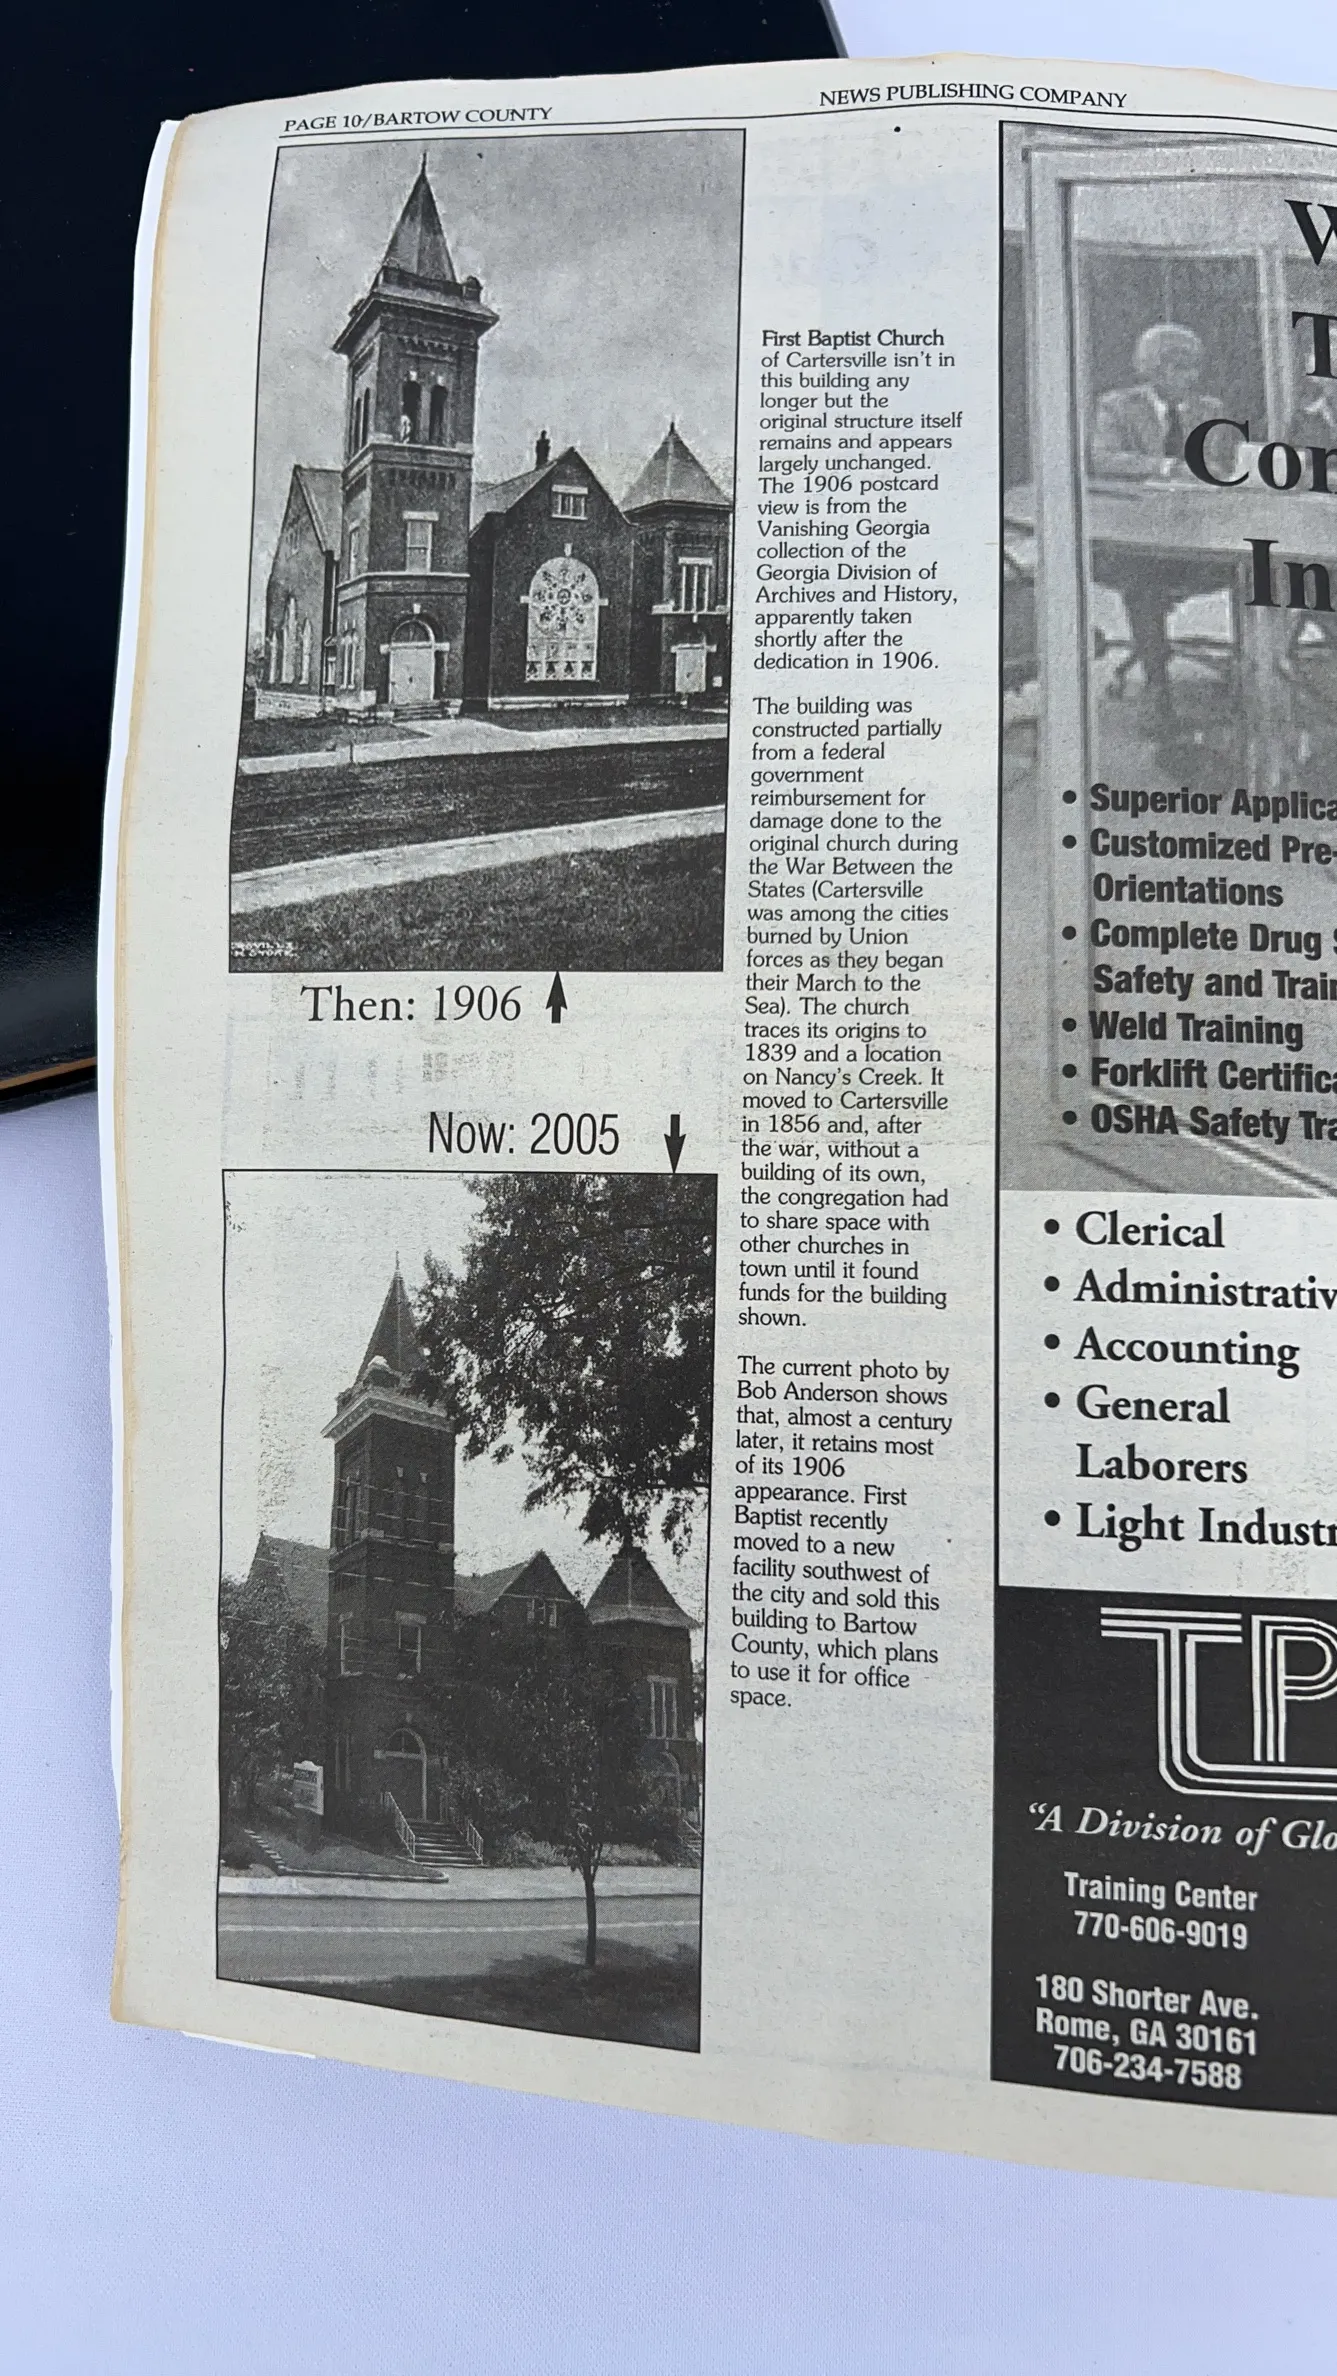 PAGE 10/BARTOW COUNTY
NEWS PUBLISHING COMPANY
Then: 1906
Now: 2005
First Baptist Church
of Cartersville isn't in
this building any
longer but the
original structure itself
remains and appears
largely unchanged.
The 1906 postcard
view is from the
Vanishing Georgia
collection of the
Georgia Division of
Archives and History,
apparently taken
shortly after the
dedication in 1906.
The building was
constructed partially
from a federal
government
reimbursement for
damage done to the
original church during
the War Between the
States (Cartersville
was among the cities
burned by Union
forces as they began
their March to the
Sea). The church
traces its origins to
1839 and a location
on Nancy's Creek. It
moved to Cartersville
in 1856 and, after
the war, without a
building of its own,
the congregation had
to share space with
other churches in
town until it found
funds for the building
shown.
The current photo by
Bob Anderson shows
that, almost a century
later, it retains most
of its 1906
appearance. First
Baptist recently
moved to a new
facility southwest of
the city and sold this
building to Bartow
County, which plans
to use it for office
space.
W
T
Con
In
• Superior Applica
• Customized Pre-
Orientations
• Complete Drug
Safety and Train
• Weld Training
• Forklift Certifica
• OSHA Safety Tra
• Clerical
• Administrativ
• Accounting
• General
Laborers
• Light Industr
TP
"A Division of Glo
Training Center
770-606-9019
180 Shorter Ave.
Rome, GA 30161
706-234-7588